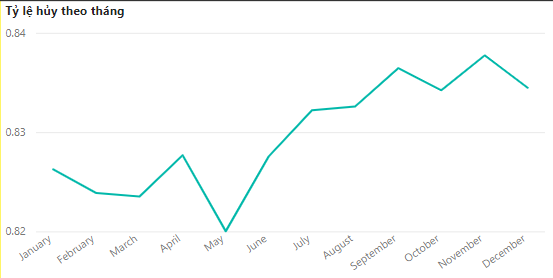 Tỷ lệ hủy theo tháng
0.84
0.83
0.82
January
February
March
April
May
June
July
August
September
October
November
December